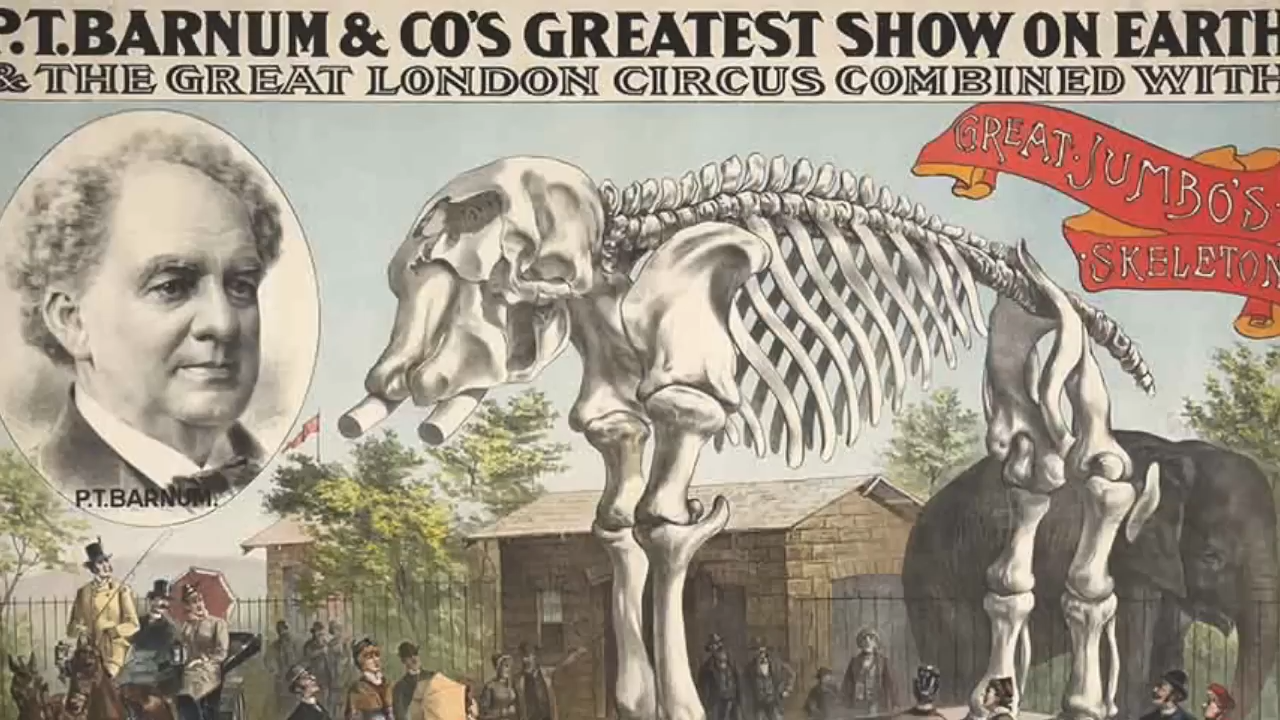 P.T.BARNUM & CO'S GREATEST SHOW ON EARTH
& THE GREAT LONDON CIRCUS COMBINED WITH
GREAT·JUMBO'S·
·SKELETON
P.T.BARNUM.